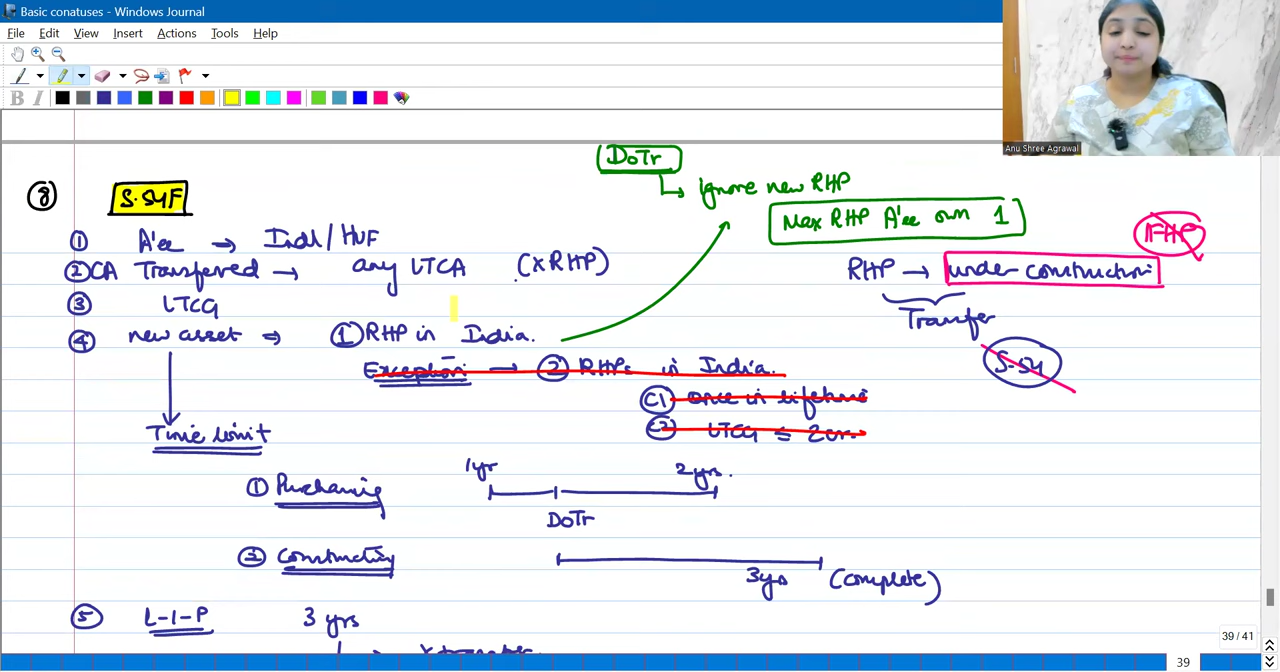 Basic conatuses - Windows Journal
File Edit View Insert Actions Tools Help
B I
Anu Shree Agrawal
DoTr
Ignore new RHP
Max RHP A'ee own 1
8 S.54F
1 A'ee → Indl/HUF
2 CA Transferred → any LTCA (X RHP)
3 LTCG
4 new asset ⇒ 1 RHP in India.
Exception → 2 RHPs in India.
C1 once in lifetime
C2 LTCG ≤ 2cr.
IFHP
RHP → under construction
Transfer
S-54
Time limit
1 Purchasing 1yr 2yrs.
DoTr
2 Constructing
3yrs (complete)
5 L-I-P 3 yrs
39 / 41
39